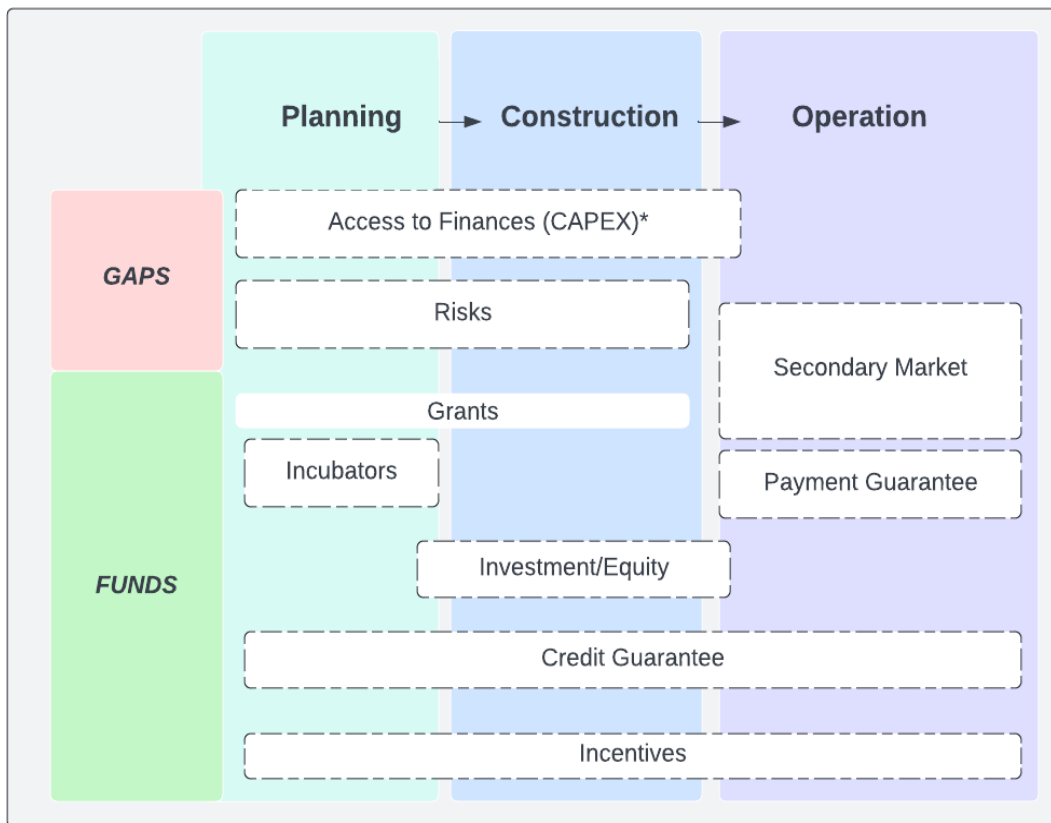 Planning
Construction
Operation
GAPS
Access to Finances (CAPEX)*
Risks
Secondary Market
FUNDS
Grants
Incubators
Payment Guarantee
Investment/Equity
Credit Guarantee
Incentives